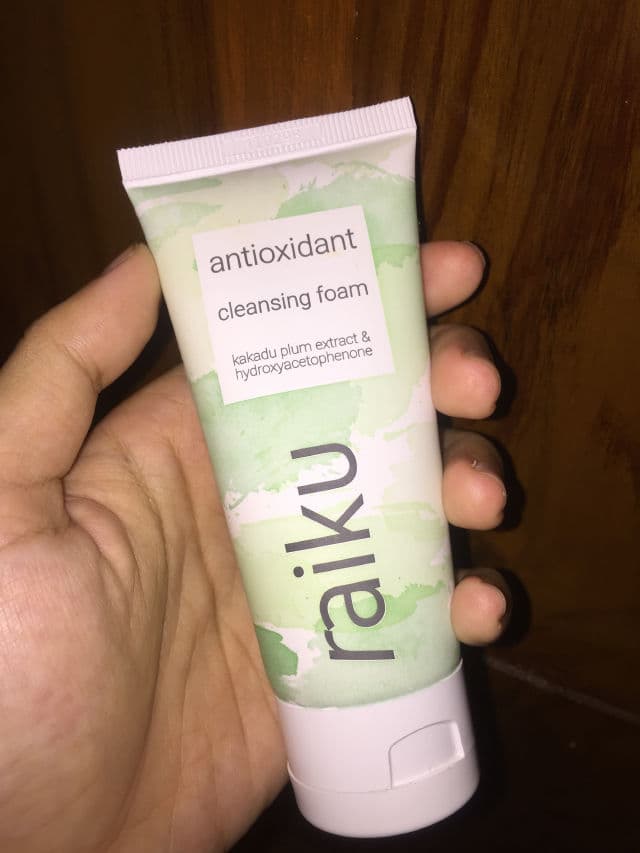 antioxidant
cleansing foam
kakadu plum extract &
hydroxyacetophenone
raiku